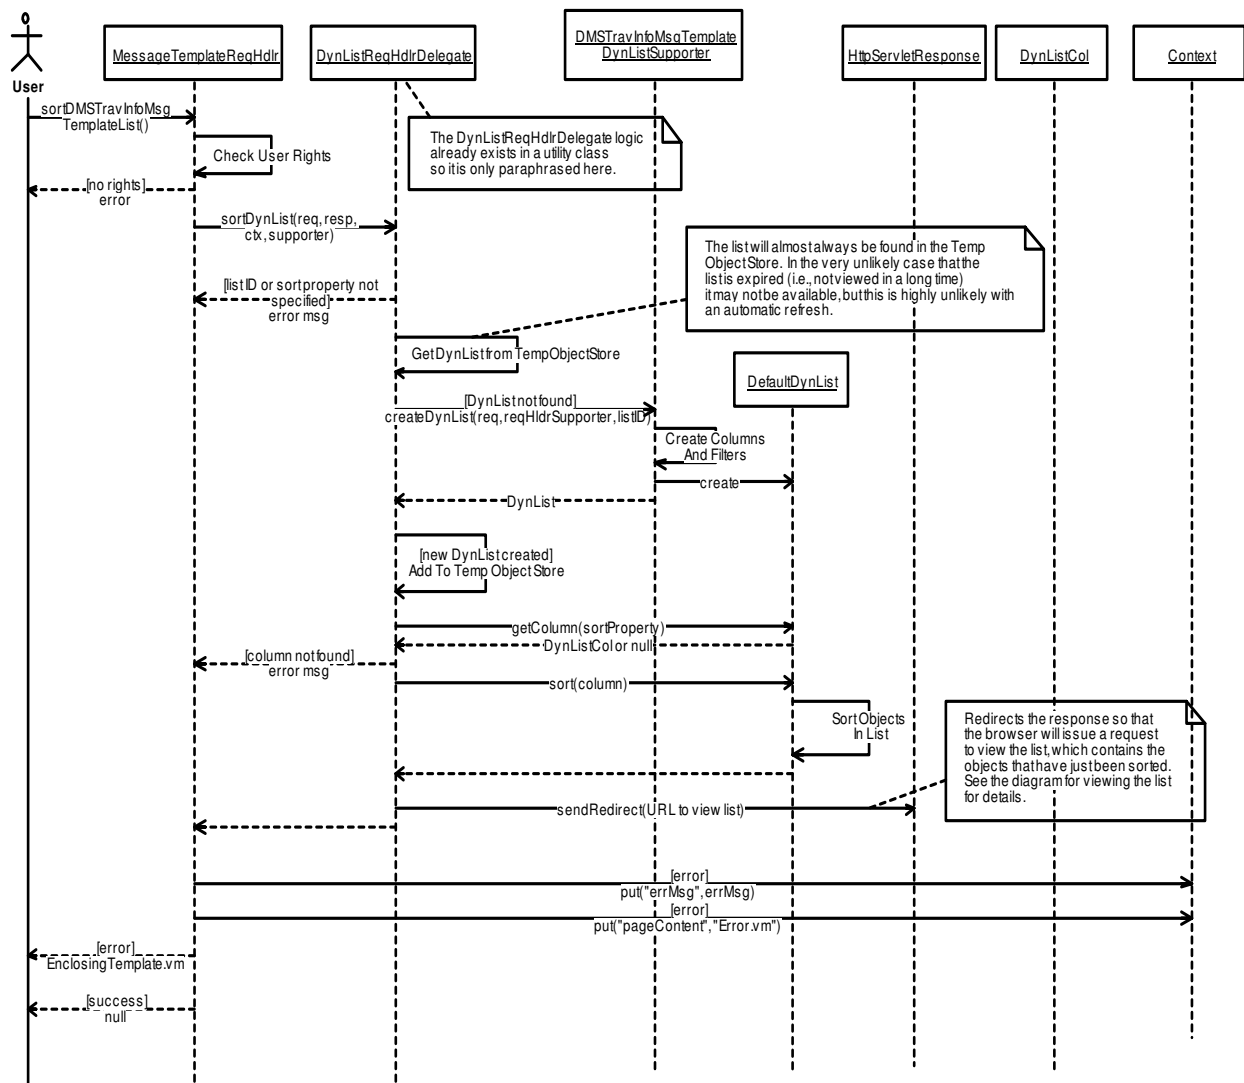 User
MessageTemplateReqHdlr
DynListReqHdlrDelegate
DMSTravInfoMsgTemplate
DynListSupporter
HttpServletResponse
DynListCol
Context
sortDMSTravInfoMsg
TemplateList()
The DynListReqHdlrDelegate logic
already exists in a utility class
so it is only paraphrased here.
Check User Rights
[no rights]
error
sortDynList(req, resp,
ctx, supporter)
The list will almost always be found in the Temp
Object Store. In the very unlikely case that the
list is expired (i.e., not viewed in a long time)
it may not be available, but this is highly unlikely with
an automatic refresh.
[list ID or sort property not
specified]
error msg
Get DynList from TempObjectStore
DefaultDynList
[DynList not found]
createDynList(req, reqHldrSupporter, listID)
Create Columns
And Filters
create
DynList
[new DynList created]
Add To Temp Object Store
getColumn(sortProperty)
DynListCol or null
[column not found]
error msg
sort(column)
Sort Objects
In List
Redirects the response so that
the browser will issue a request
to view the list, which contains the
objects that have just been sorted.
See the diagram for viewing the list
for details.
sendRedirect(URL to view list)
[error]
put("errMsg", errMsg)
[error]
put("pageContent", "Error.vm")
[error]
EnclosingTemplate.vm
[success]
null